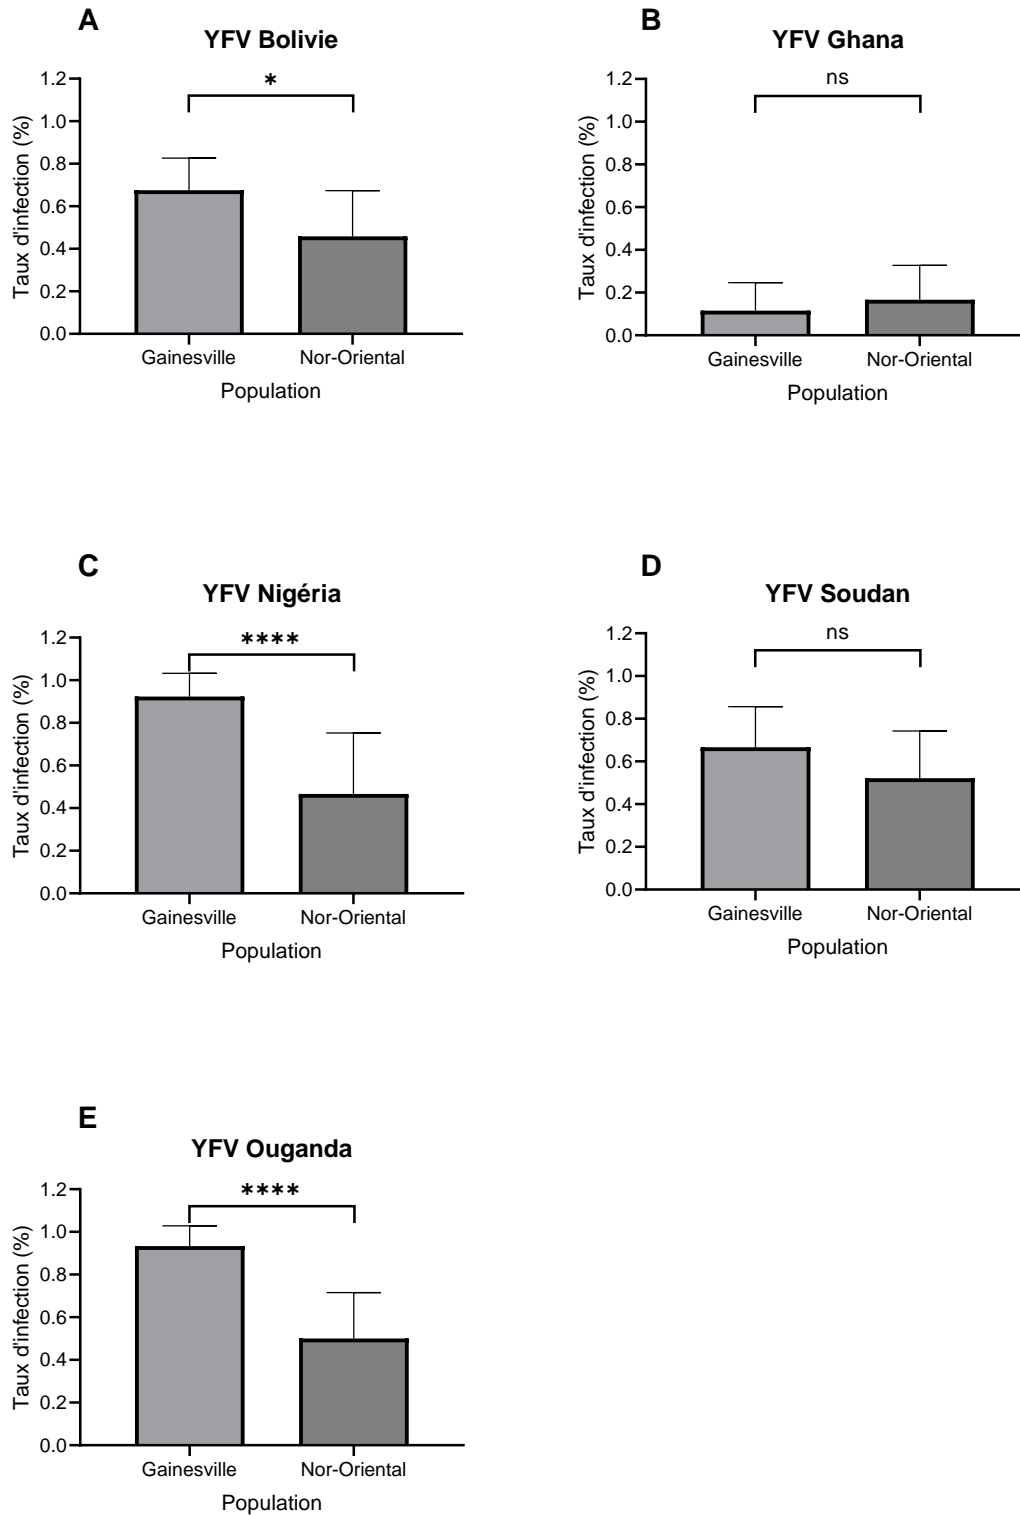 A
YFV Bolivie
*
1.2
1.0
0.8
0.6
0.4
0.2
0.0
Taux d'infection (%)
Gainesville
Nor-Oriental
Population
B
YFV Ghana
ns
1.2
1.0
0.8
0.6
0.4
0.2
0.0
Taux d'infection (%)
Gainesville
Nor-Oriental
Population
C
YFV Nigéria
****
1.2
1.0
0.8
0.6
0.4
0.2
0.0
Taux d'infection (%)
Gainesville
Nor-Oriental
Population
D
YFV Soudan
ns
1.2
1.0
0.8
0.6
0.4
0.2
0.0
Taux d'infection (%)
Gainesville
Nor-Oriental
Population
E
YFV Ouganda
****
1.2
1.0
0.8
0.6
0.4
0.2
0.0
Taux d'infection (%)
Gainesville
Nor-Oriental
Population